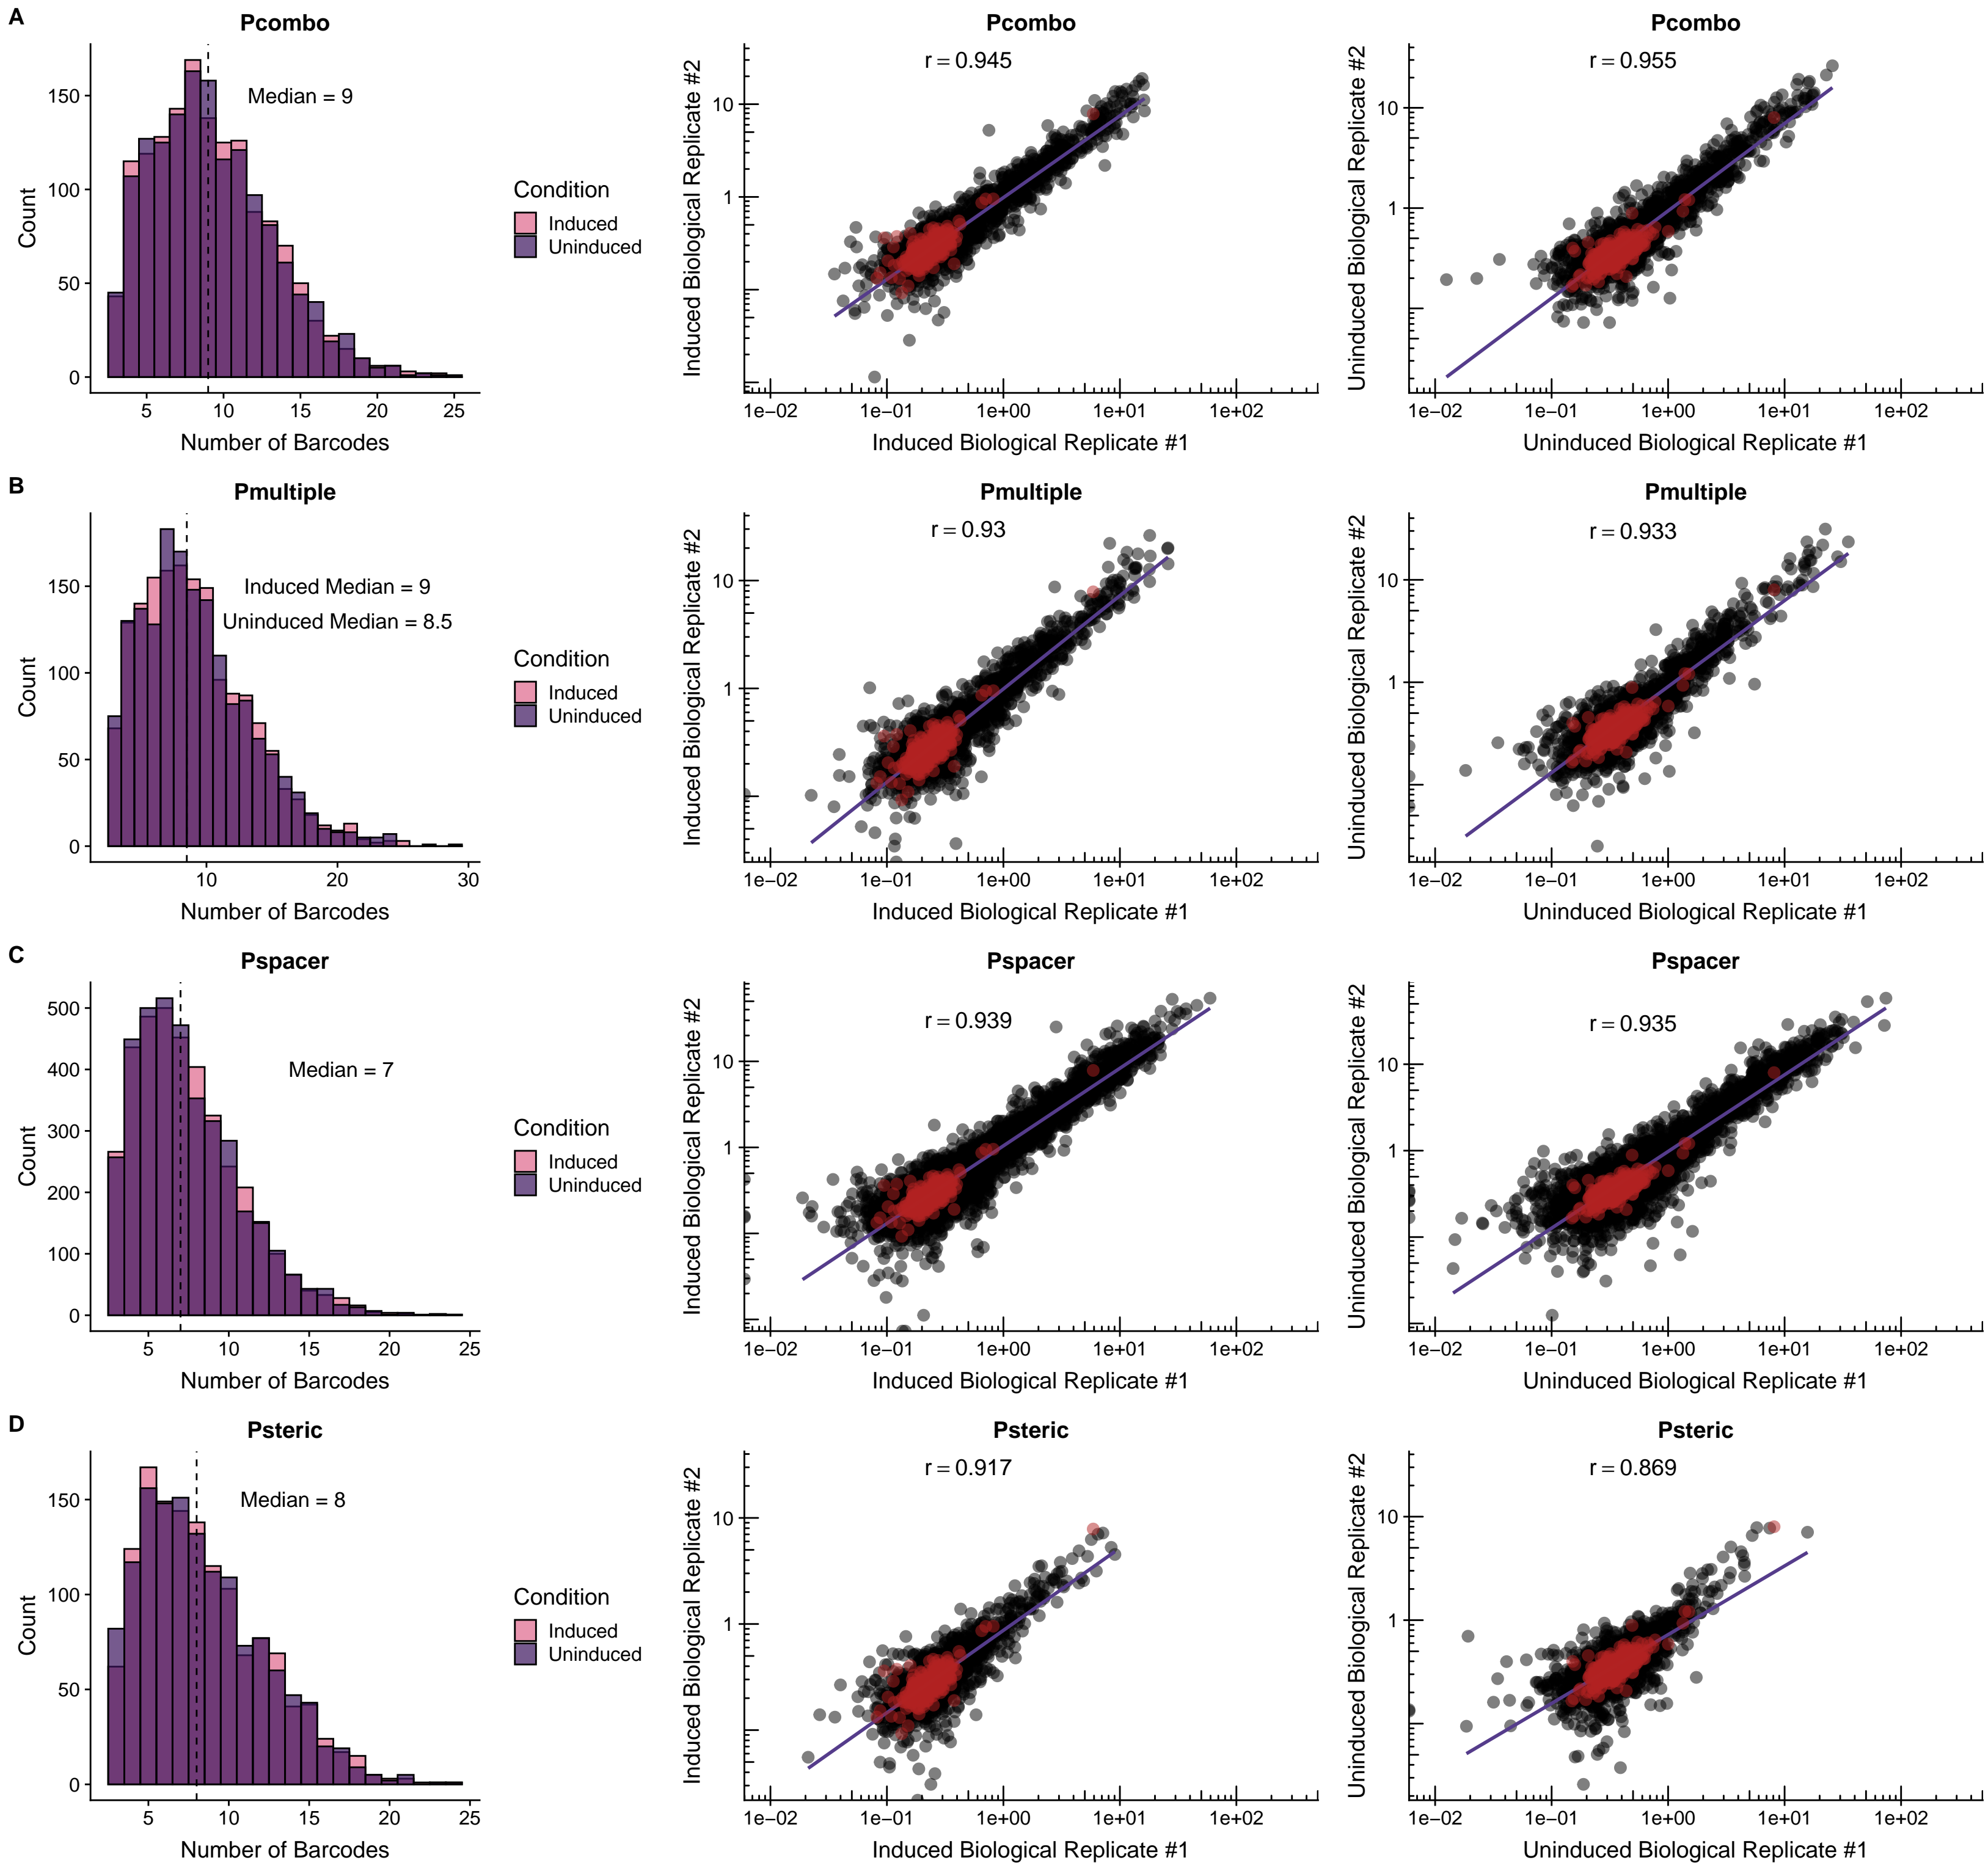 A
Pcombo
150
100
50
0
Count
Median = 9
5 10 15 20 25
Number of Barcodes
Condition
Induced
Uninduced
Pcombo
r = 0.945
Induced Biological Replicate #2
10
1
1e−02 1e−01 1e+00 1e+01 1e+02
Induced Biological Replicate #1
Pcombo
r = 0.955
Uninduced Biological Replicate #2
10
1
1e−02 1e−01 1e+00 1e+01 1e+02
Uninduced Biological Replicate #1
B
Pmultiple
150
100
50
0
Count
Induced Median = 9
Uninduced Median = 8.5
10 20 30
Number of Barcodes
Condition
Induced
Uninduced
Pmultiple
r = 0.93
Induced Biological Replicate #2
10
1
1e−02 1e−01 1e+00 1e+01 1e+02
Induced Biological Replicate #1
Pmultiple
r = 0.933
Uninduced Biological Replicate #2
10
1
1e−02 1e−01 1e+00 1e+01 1e+02
Uninduced Biological Replicate #1
C
Pspacer
500
400
300
200
100
0
Count
Median = 7
5 10 15 20 25
Number of Barcodes
Condition
Induced
Uninduced
Pspacer
r = 0.939
Induced Biological Replicate #2
10
1
1e−02 1e−01 1e+00 1e+01 1e+02
Induced Biological Replicate #1
Pspacer
r = 0.935
Uninduced Biological Replicate #2
10
1
1e−02 1e−01 1e+00 1e+01 1e+02
Uninduced Biological Replicate #1
D
Psteric
150
100
50
0
Count
Median = 8
5 10 15 20 25
Number of Barcodes
Condition
Induced
Uninduced
Psteric
r = 0.917
Induced Biological Replicate #2
10
1
1e−02 1e−01 1e+00 1e+01 1e+02
Induced Biological Replicate #1
Psteric
r = 0.869
Uninduced Biological Replicate #2
10
1
1e−02 1e−01 1e+00 1e+01 1e+02
Uninduced Biological Replicate #1